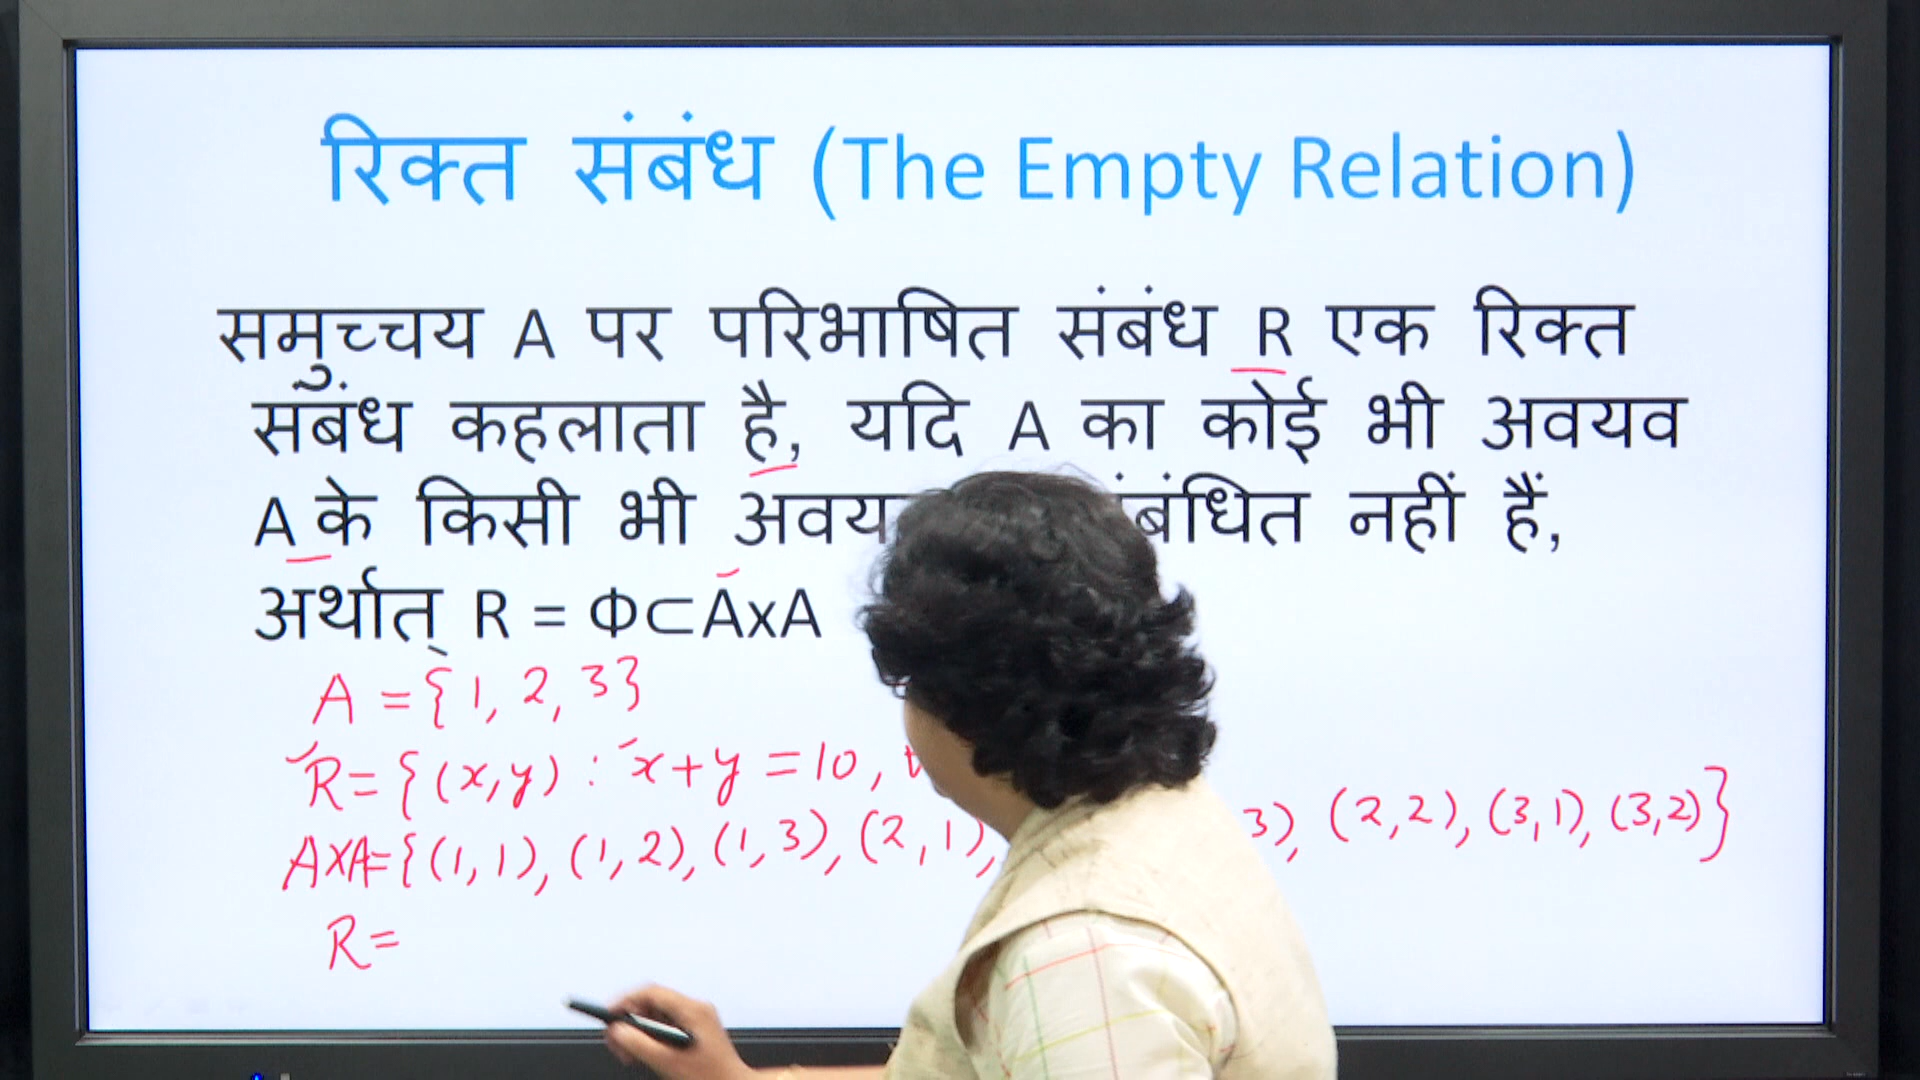 रिक्त संबंध (The Empty Relation)
समुच्चय A पर परिभाषित संबंध R एक रिक्त
संबंध कहलाता है, यदि A का कोई भी अवयव
A के किसी भी नहीं हैं,
अर्थात् R = Φ⊂AxA
A = {1, 2, 3}
R = {(x,y) : x+y = 10,
AXA={(1,1), (1,2), (1,3), (2,1), 3), (2,2), (3,1), (3,2)}
R =